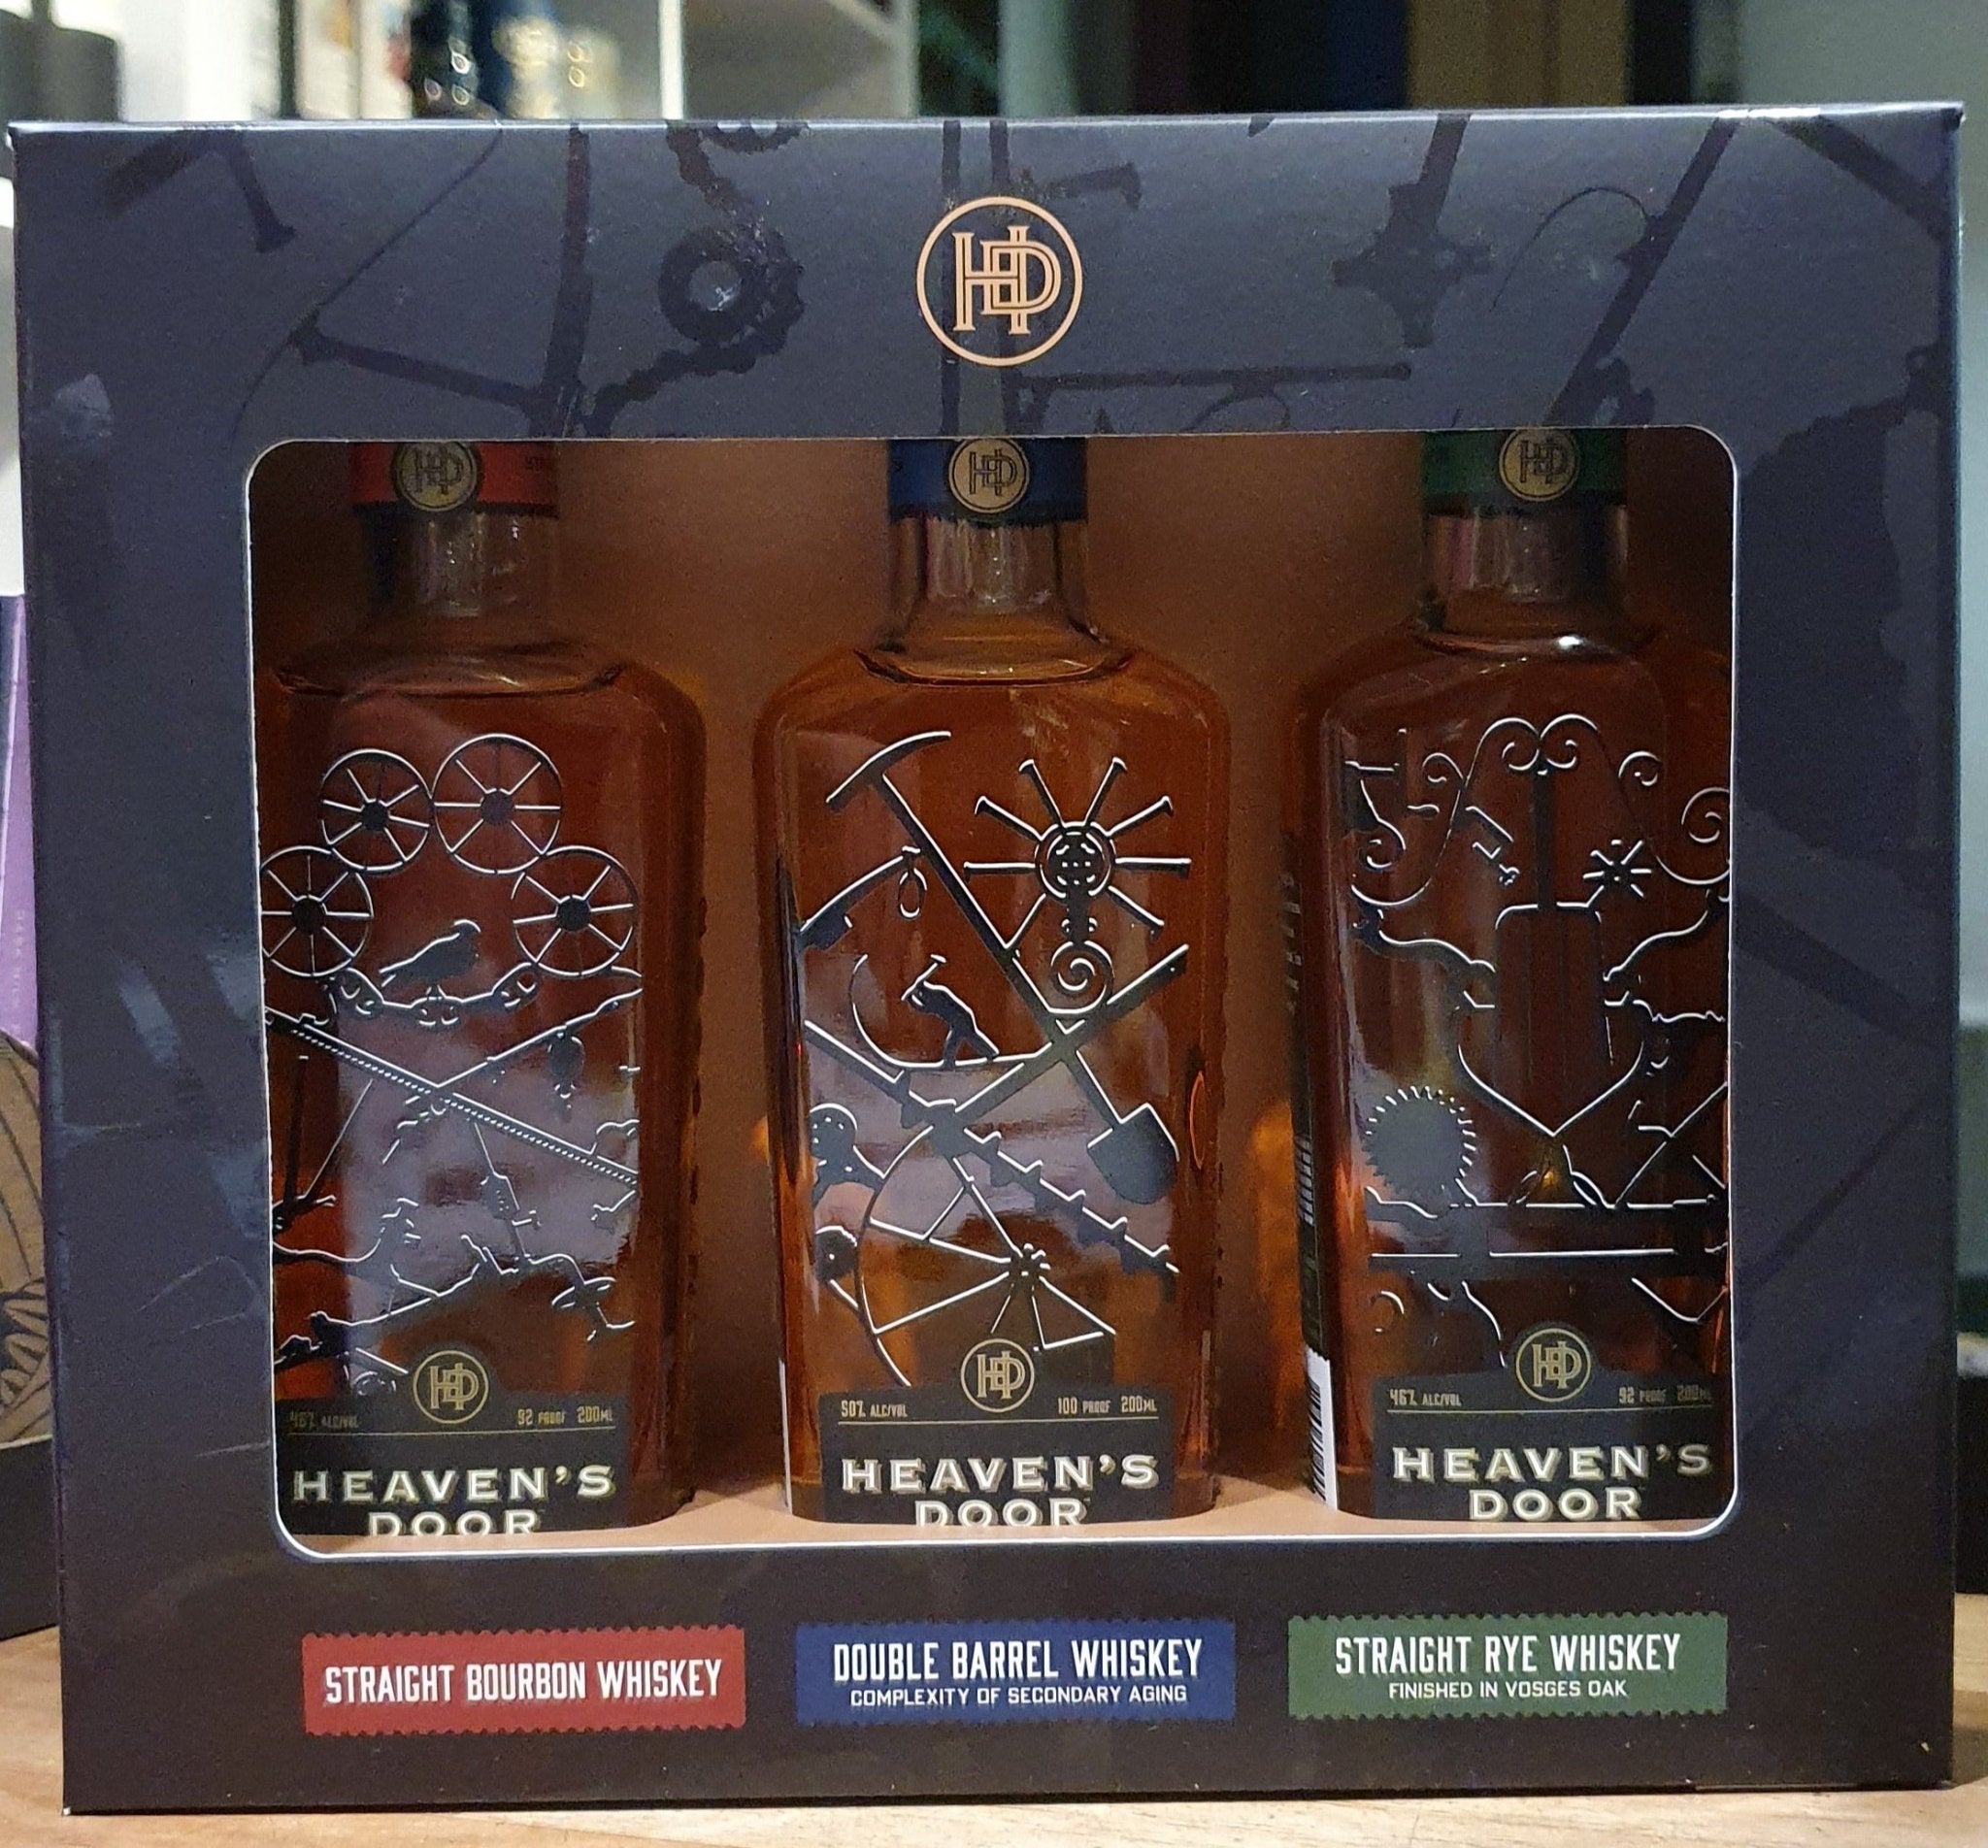 HD
HD
HD
HD
HD
46% ALC/VOL 92 PROOF 200ML
HEAVEN'S
DOOR
HD
50% ALC/VOL 100 PROOF 200ML
HEAVEN'S
DOOR
HD
46% ALC/VOL 92 PROOF 200ML
HEAVEN'S
DOOR
STRAIGHT BOURBON WHISKEY
DOUBLE BARREL WHISKEY
COMPLEXITY OF SECONDARY AGING
STRAIGHT RYE WHISKEY
FINISHED IN VOSGES OAK